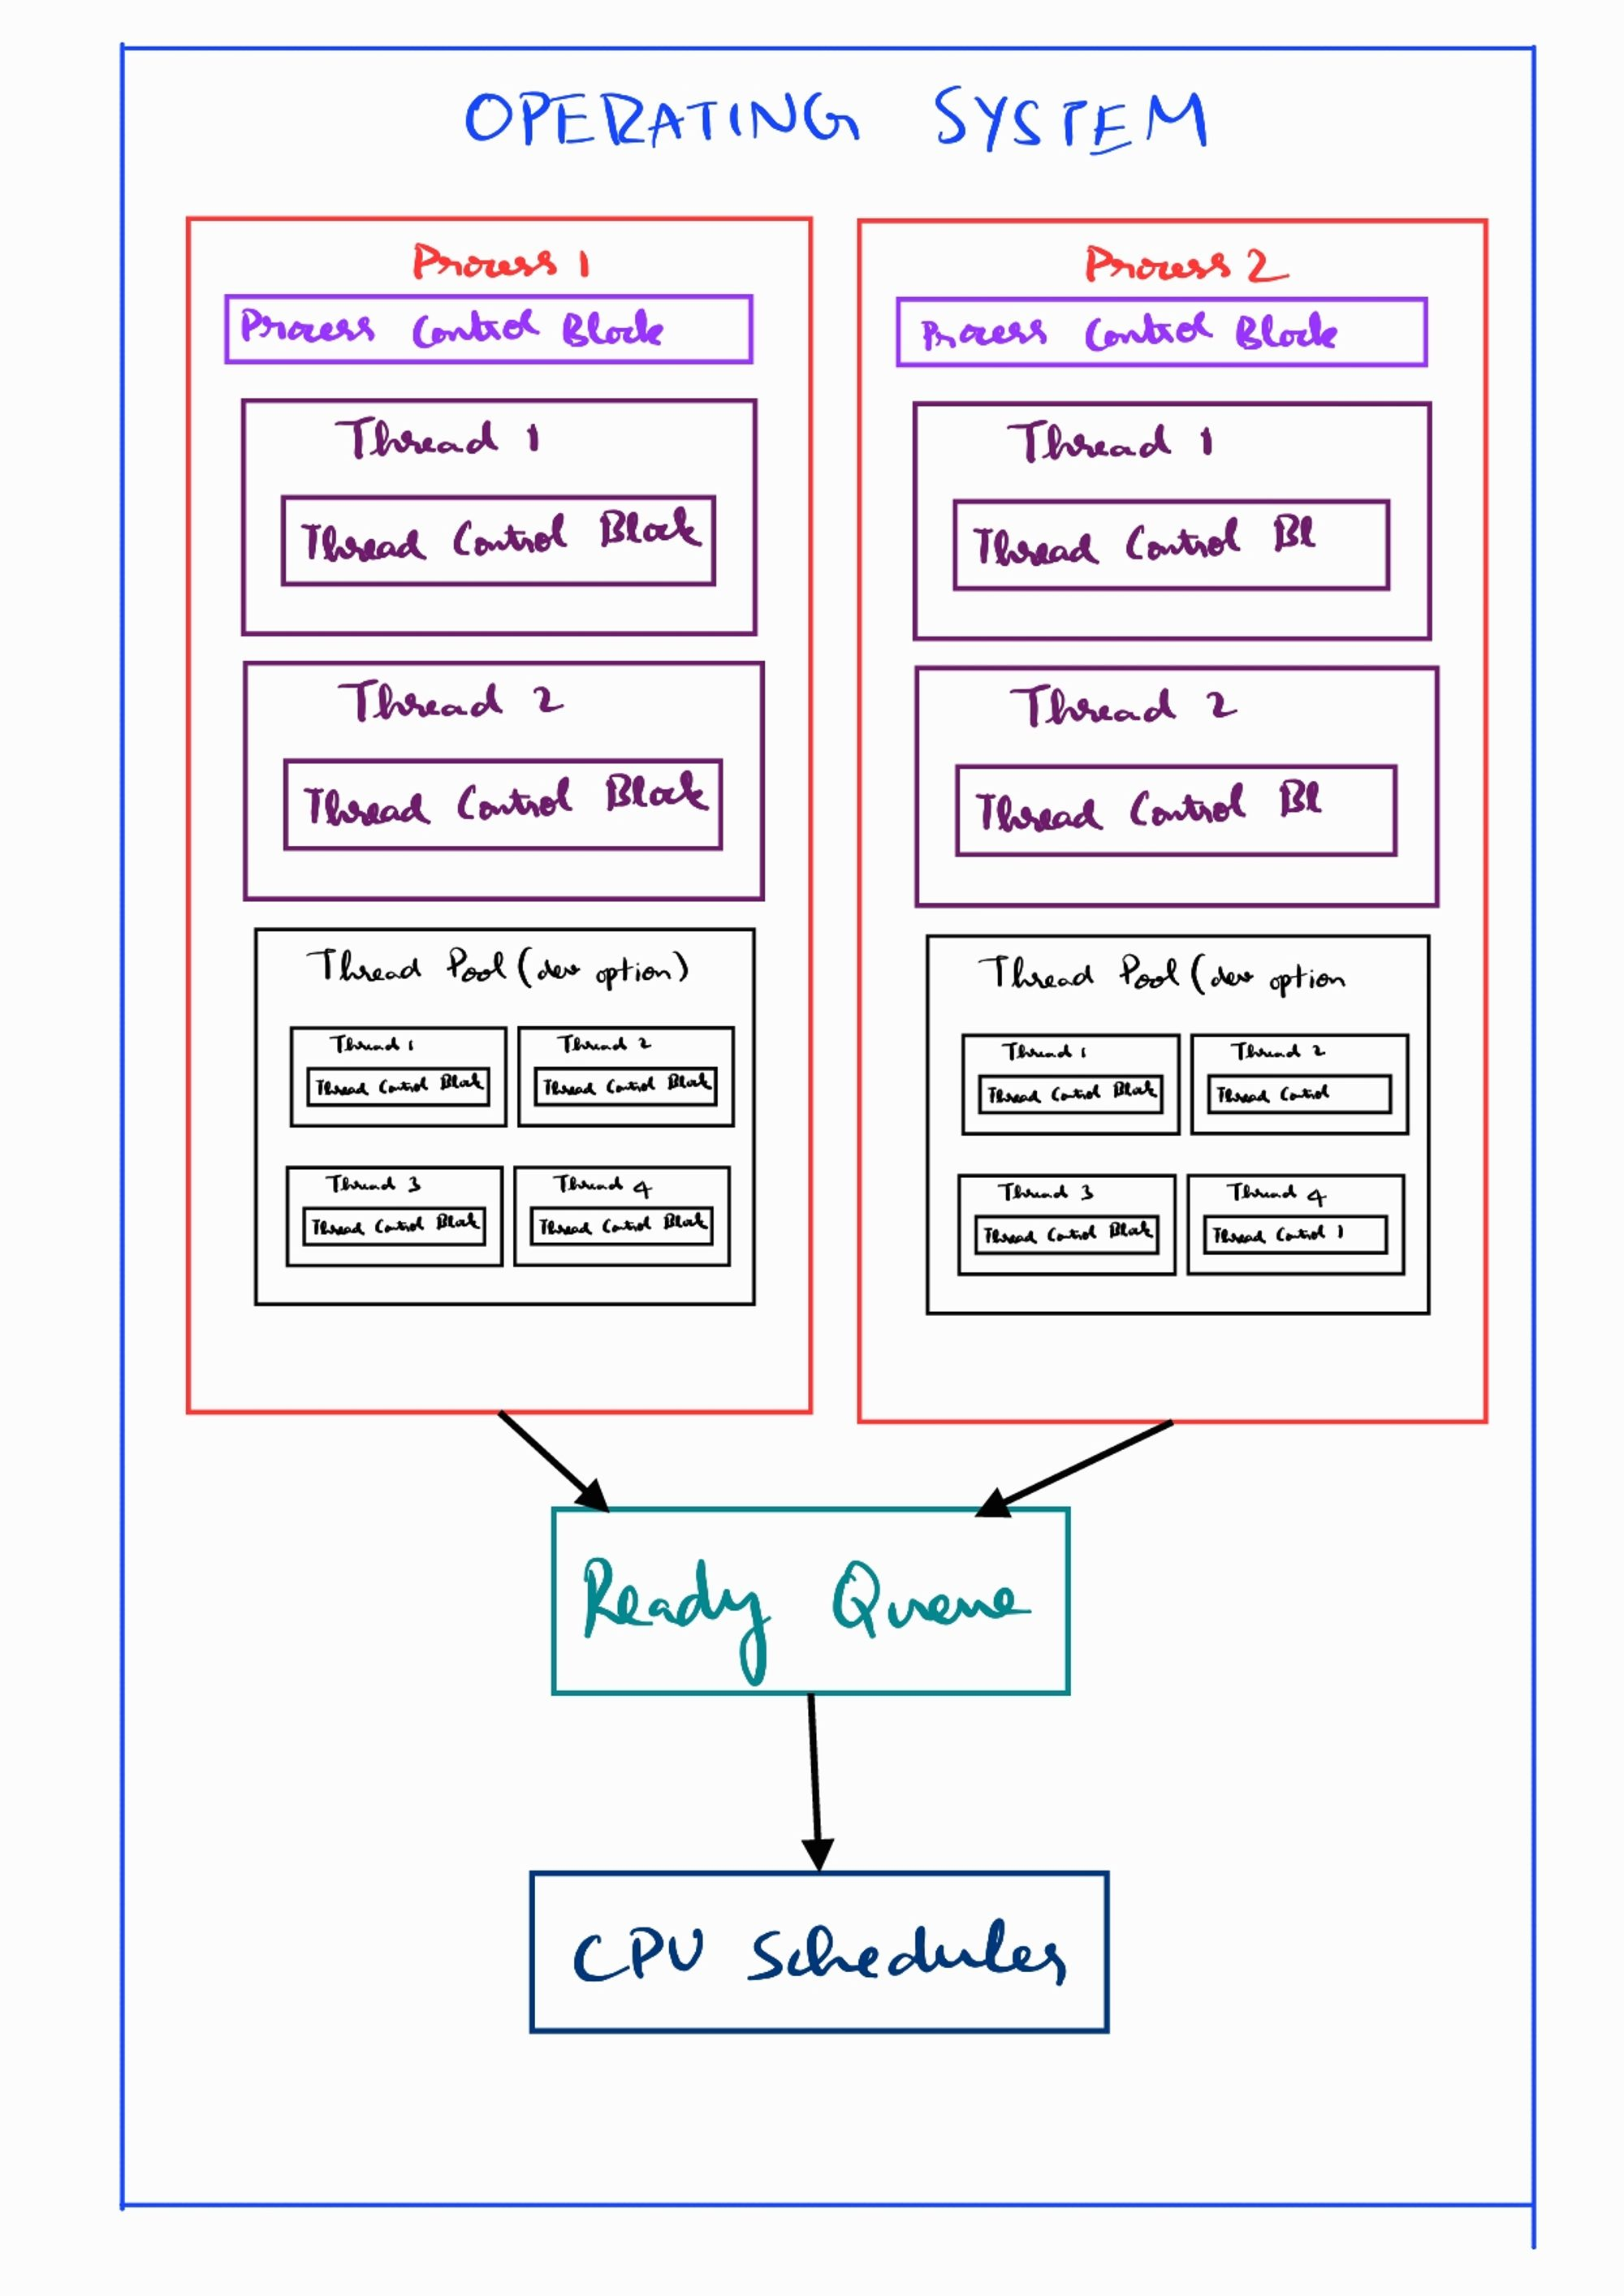 OPERATING SYSTEM
Process 1
Process Control Block
Thread 1
Thread Control Block
Thread 2
Thread Control Block
Thread Pool (dev option)
Thread 1
Thread Control Block
Thread 2
Thread Control Block
Thread 3
Thread Control Block
Thread 4
Thread Control Block
Process 2
Process Control Block
Thread 1
Thread Control Bl
Thread 2
Thread Control Bl
Thread Pool (dev option
Thread 1
Thread Control Block
Thread 2
Thread Control
Thread 3
Thread Control Block
Thread 4
Thread Control l
Ready Queue
CPU Scheduler